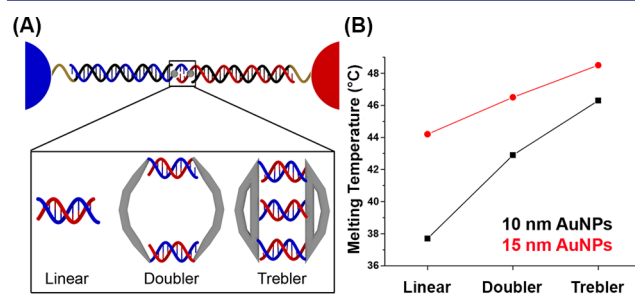 (A)
Linear
Doubler
Trebler
(B)
Melting Temperature (°C)
48
46
44
42
40
38
36
10 nm AuNPs
15 nm AuNPs
Linear
Doubler
Trebler